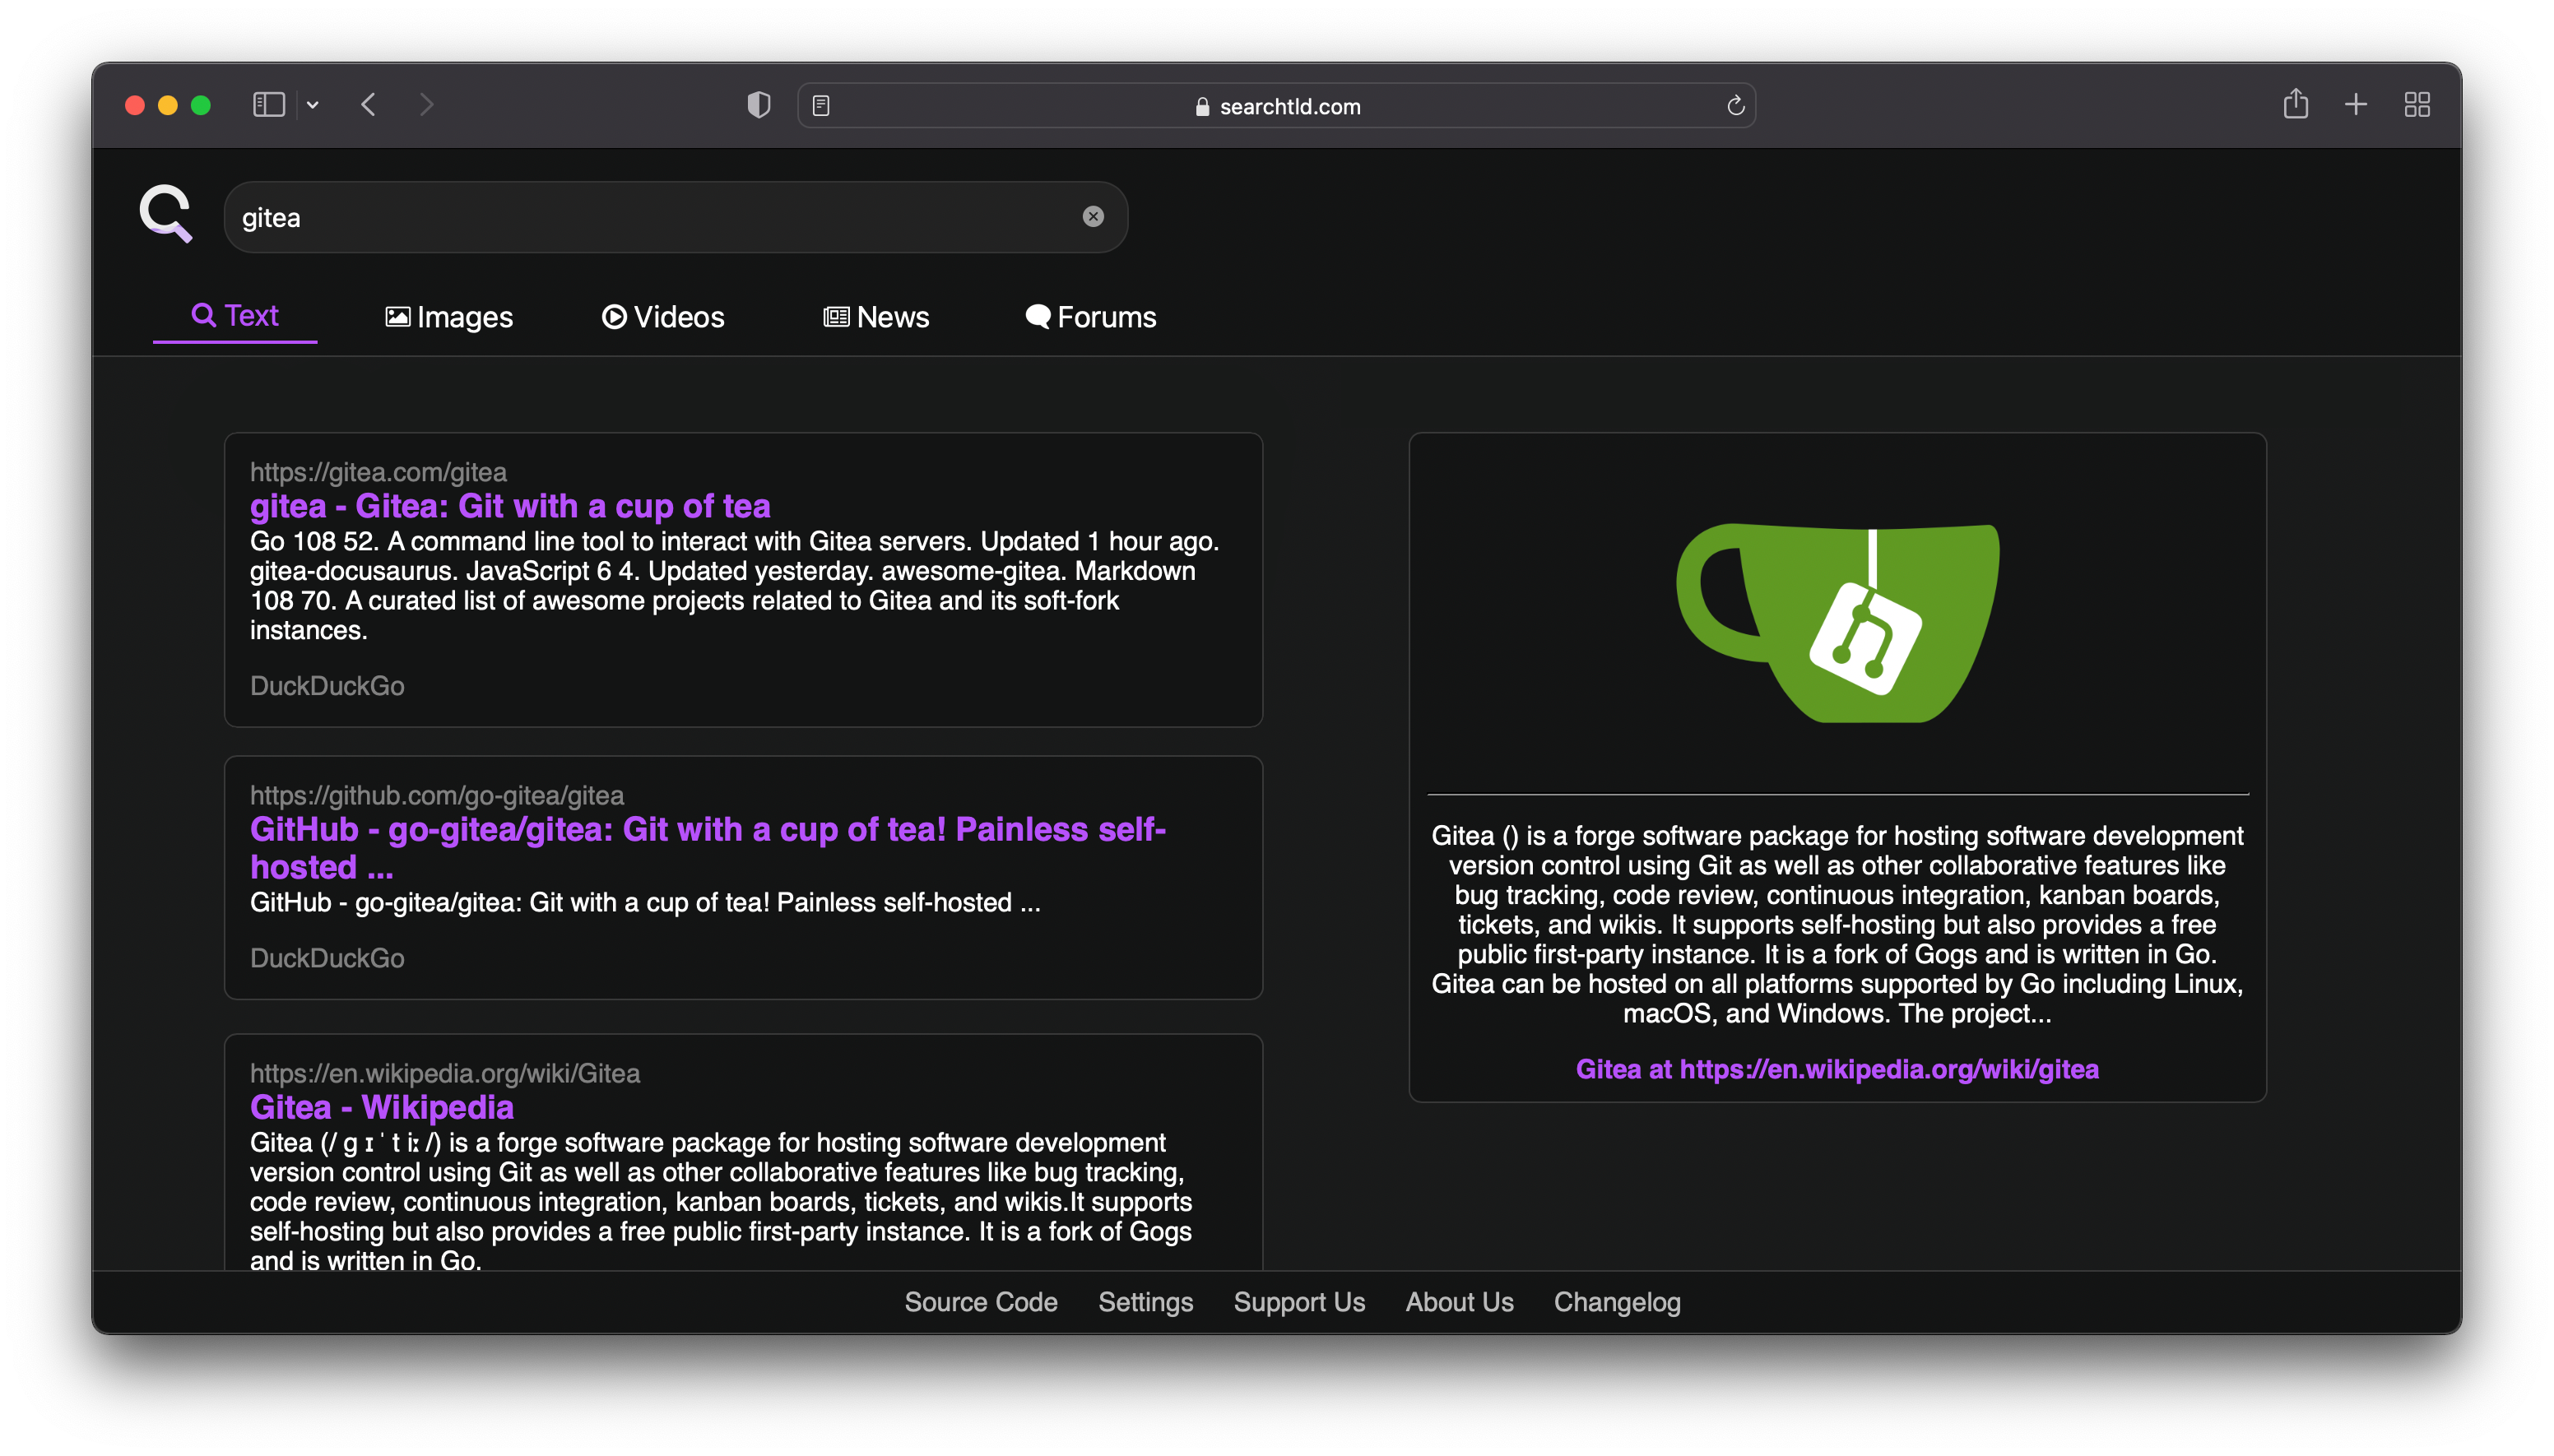 searchtld.com
gitea
Text
Images
Videos
News
Forums
https://gitea.com/gitea
gitea - Gitea: Git with a cup of tea
Go 108 52. A command line tool to interact with Gitea servers. Updated 1 hour ago.
gitea-docusaurus. JavaScript 6 4. Updated yesterday. awesome-gitea. Markdown
108 70. A curated list of awesome projects related to Gitea and its soft-fork
instances.
DuckDuckGo
https://github.com/go-gitea/gitea
GitHub - go-gitea/gitea: Git with a cup of tea! Painless self-
hosted ...
GitHub - go-gitea/gitea: Git with a cup of tea! Painless self-hosted ...
DuckDuckGo
https://en.wikipedia.org/wiki/Gitea
Gitea - Wikipedia
Gitea (/ ɡ ɪ ˈ t iː /) is a forge software package for hosting software development
version control using Git as well as other collaborative features like bug tracking,
code review, continuous integration, kanban boards, tickets, and wikis.It supports
self-hosting but also provides a free public first-party instance. It is a fork of Gogs
and is written in Go.
Gitea () is a forge software package for hosting software development
version control using Git as well as other collaborative features like
bug tracking, code review, continuous integration, kanban boards,
tickets, and wikis. It supports self-hosting but also provides a free
public first-party instance. It is a fork of Gogs and is written in Go.
Gitea can be hosted on all platforms supported by Go including Linux,
macOS, and Windows. The project...
Gitea at https://en.wikipedia.org/wiki/gitea
Source Code
Settings
Support Us
About Us
Changelog